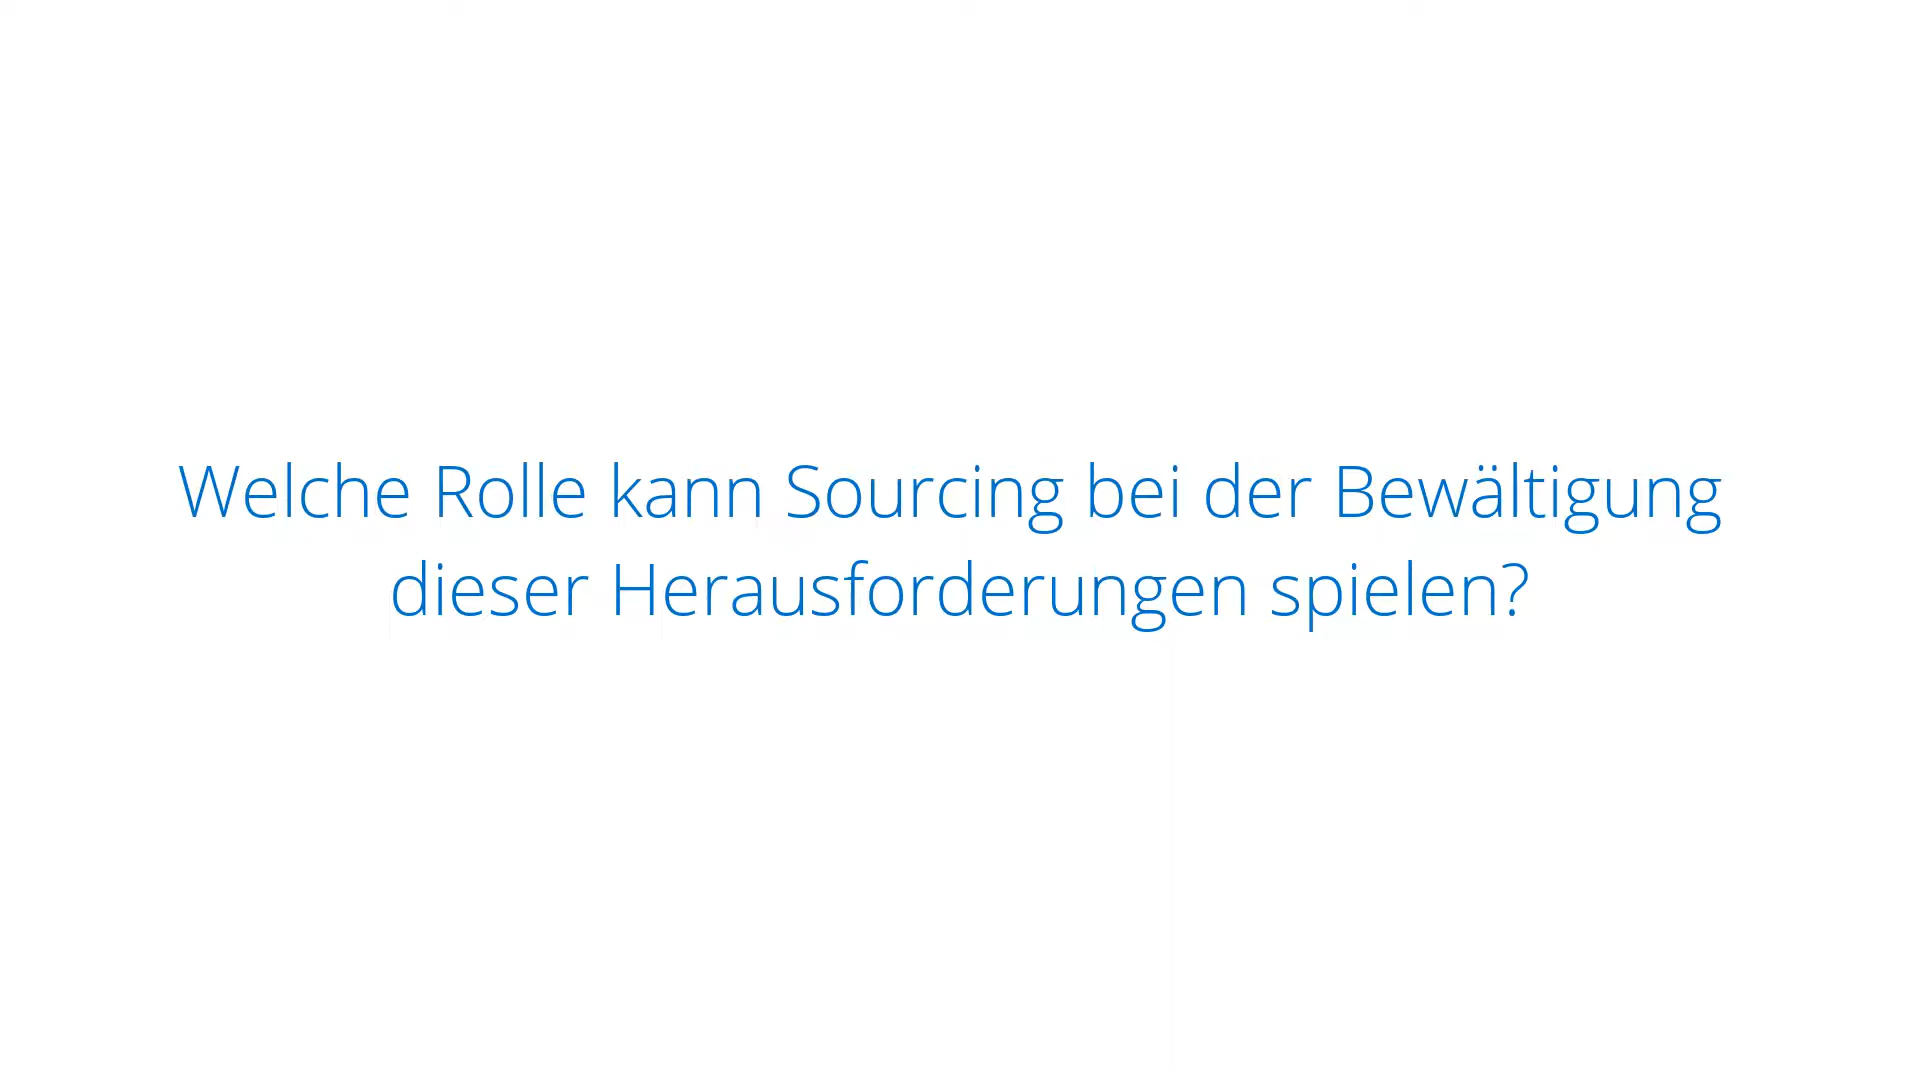 Welche Rolle kann Sourcing bei der Bewältigung
dieser Herausforderungen spielen?